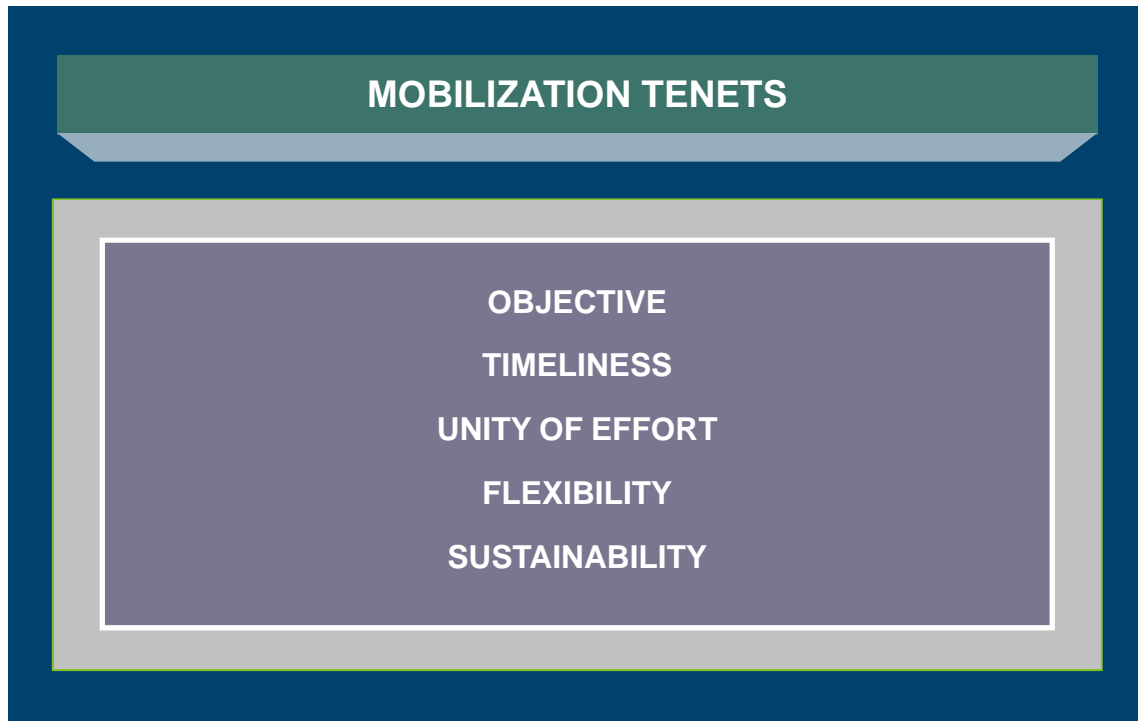 MOBILIZATION TENETS
OBJECTIVE
TIMELINESS
UNITY OF EFFORT
FLEXIBILITY
SUSTAINABILITY